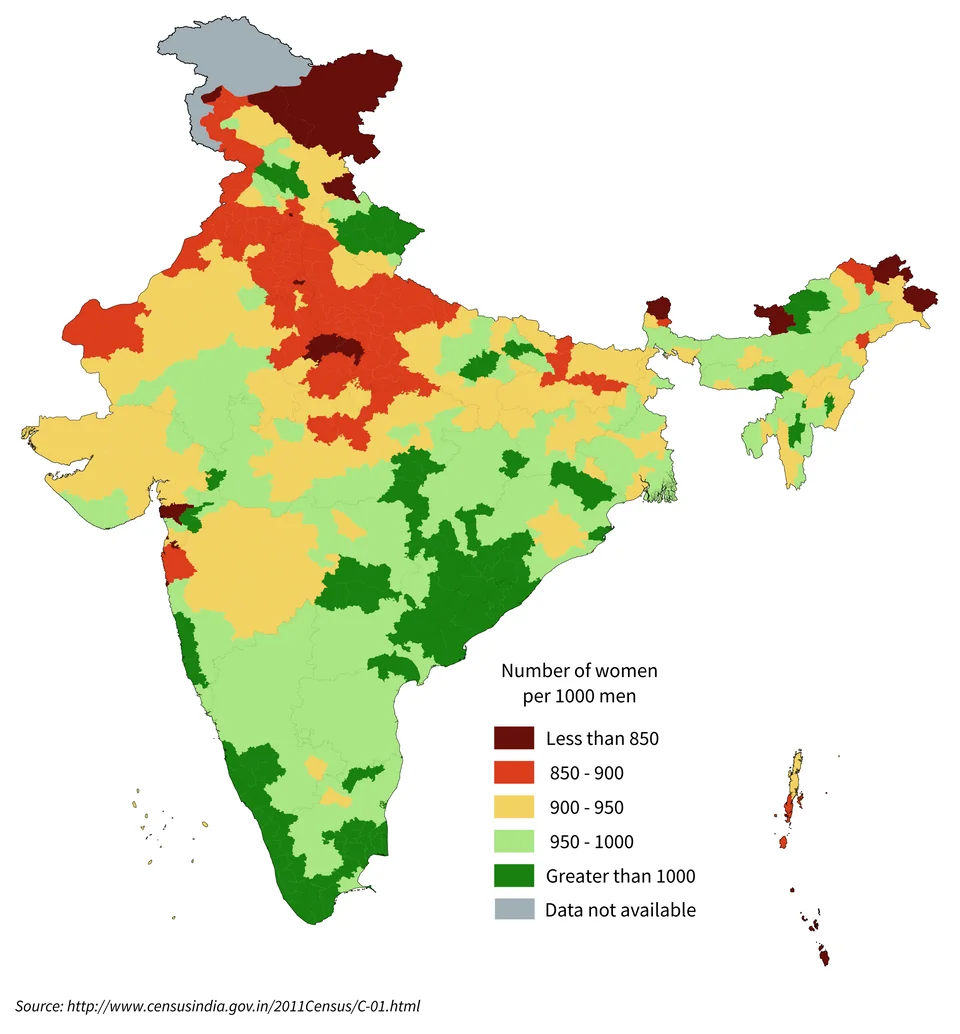 Number of women
per 1000 men
Less than 850
850 - 900
900 - 950
950 - 1000
Greater than 1000
Data not available
Source: http://www.censusindia.gov.in/2011Census/C-01.html